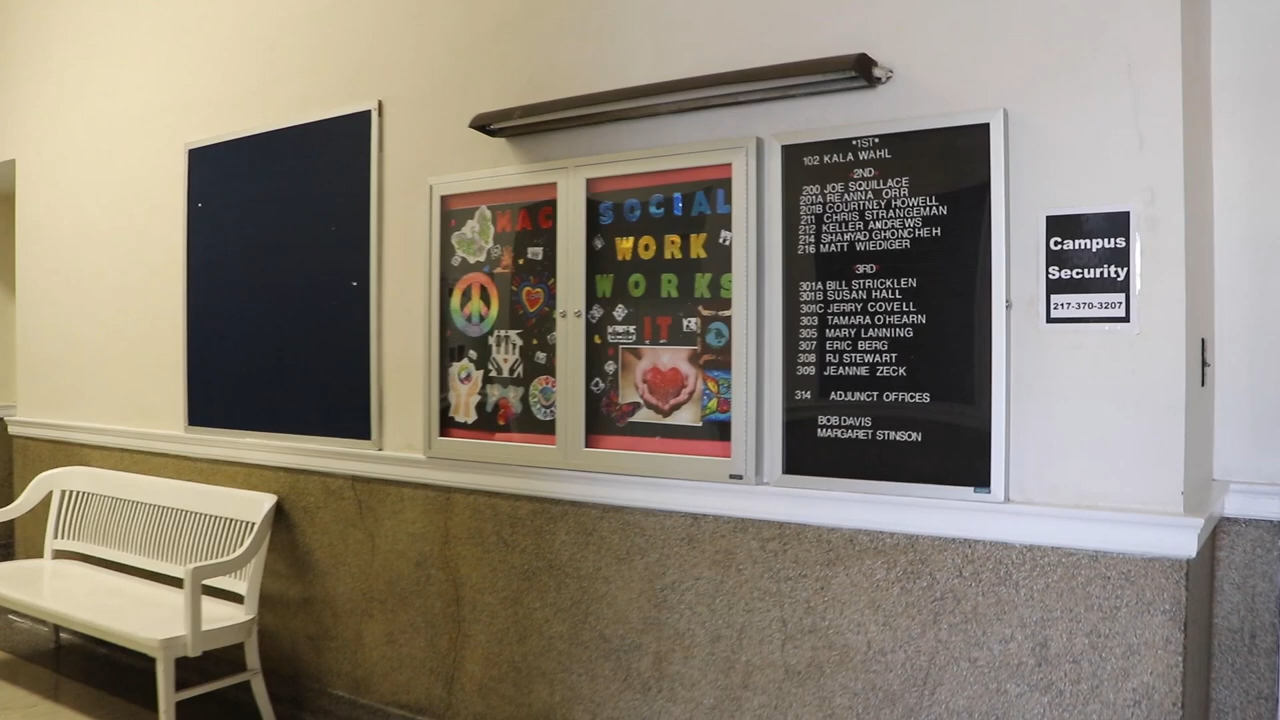 MAC
SOCIAL
WORK
WORKS
IT
*1ST*
102 KALA WAHL
*2ND*
200 JOE SQUILLACE
201A REANNA ORR
201B COURTNEY HOWELL
211 CHRIS STRANGEMAN
212 KELLER ANDREWS
214 SHAHYAD GHONCHEH
216 MATT WIEDIGER
*3RD*
301A BILL STRICKLEN
301B SUSAN HALL
301C JERRY COVELL
303 TAMARA O'HEARN
305 MARY LANNING
307 ERIC BERG
308 RJ STEWART
309 JEANNIE ZECK
314 ADJUNCT OFFICES
BOB DAVIS
MARGARET STINSON
Campus
Security
217-370-3207